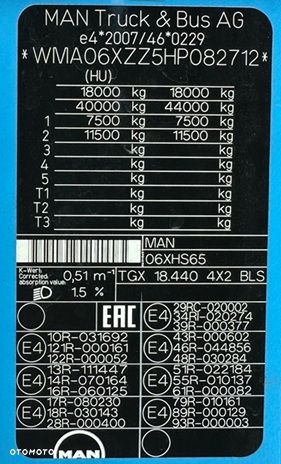 MAN Truck & Bus AG
e4*2007/46*0229
*WMA06XZZ5HP082712*
(HU)
18000 kg 18000 kg
40000 kg 44000 kg
1 7500 kg 7500 kg
2 11500 kg 11500 kg
3 kg kg
4 kg kg
5 kg kg
T1 kg kg
T2 kg kg
T3 kg kg
MAN
06XHS65
K-Wert:
Corrected absorption value: 0,51 m-1 TGX 18.440 4X2 BLS
1.5 %
EAC
E4 29RC-020002
34RI-020274
39R-000377
E4 10R-031692
121R-000161
122R-000052
E4 43R-000602
46R-044856
48R-030284
E4 13R-111447
14R-070164
16R-060125
E4 51R-022184
55R-010137
61R-000082
E4 17R-080230
18R-030143
28R-000400
E4 79R-010161
89R-000129
93R-000003
MAN
OTOMOTO